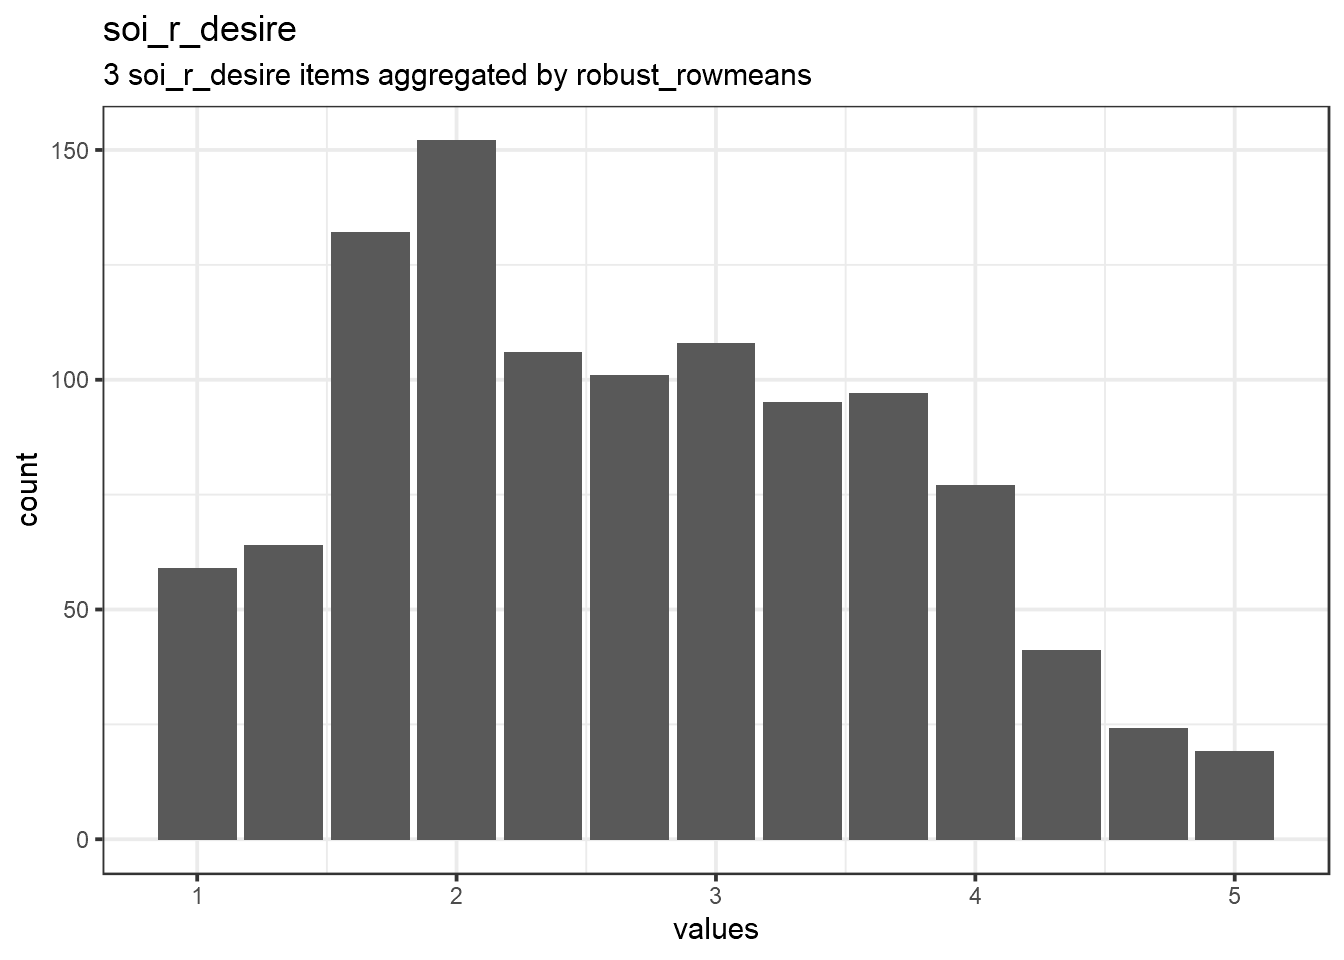 soi_r_desire
3 soi_r_desire items aggregated by robust_rowmeans
150
100
50
0
count
1 2 3 4 5
values